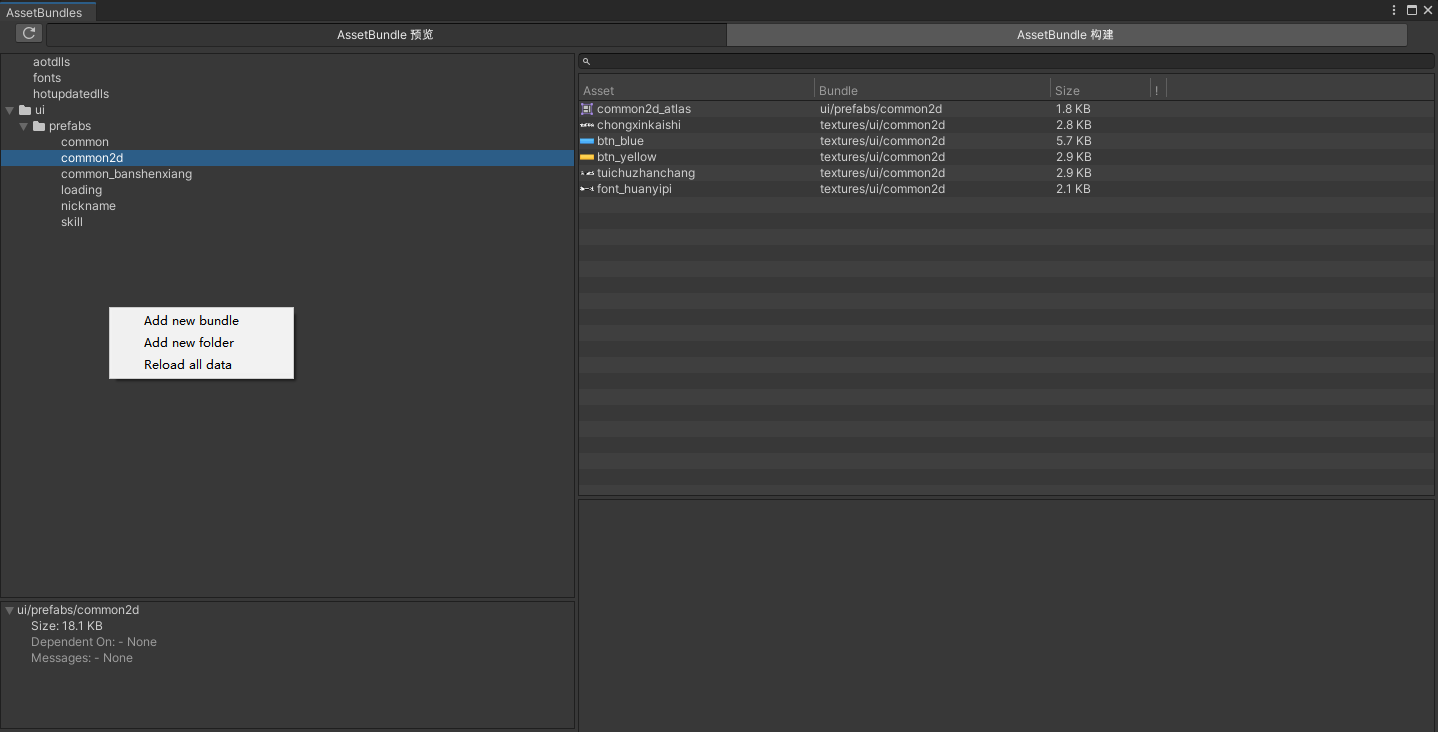 AssetBundles
AssetBundle 预览
AssetBundle 构建
aotdlls
fonts
hotupdatedlls
ui
prefabs
common
common2d
common_banshenxiang
loading
nickname
skill
Add new bundle
Add new folder
Reload all data
ui/prefabs/common2d
Size: 18.1 KB
Dependent On: - None
Messages: - None
Asset Bundle Size !
common2d_atlas ui/prefabs/common2d 1.8 KB
chongxinkaishi textures/ui/common2d 2.8 KB
btn_blue textures/ui/common2d 5.7 KB
btn_yellow textures/ui/common2d 2.9 KB
tuichuzhanchang textures/ui/common2d 2.9 KB
font_huanyipi textures/ui/common2d 2.1 KB